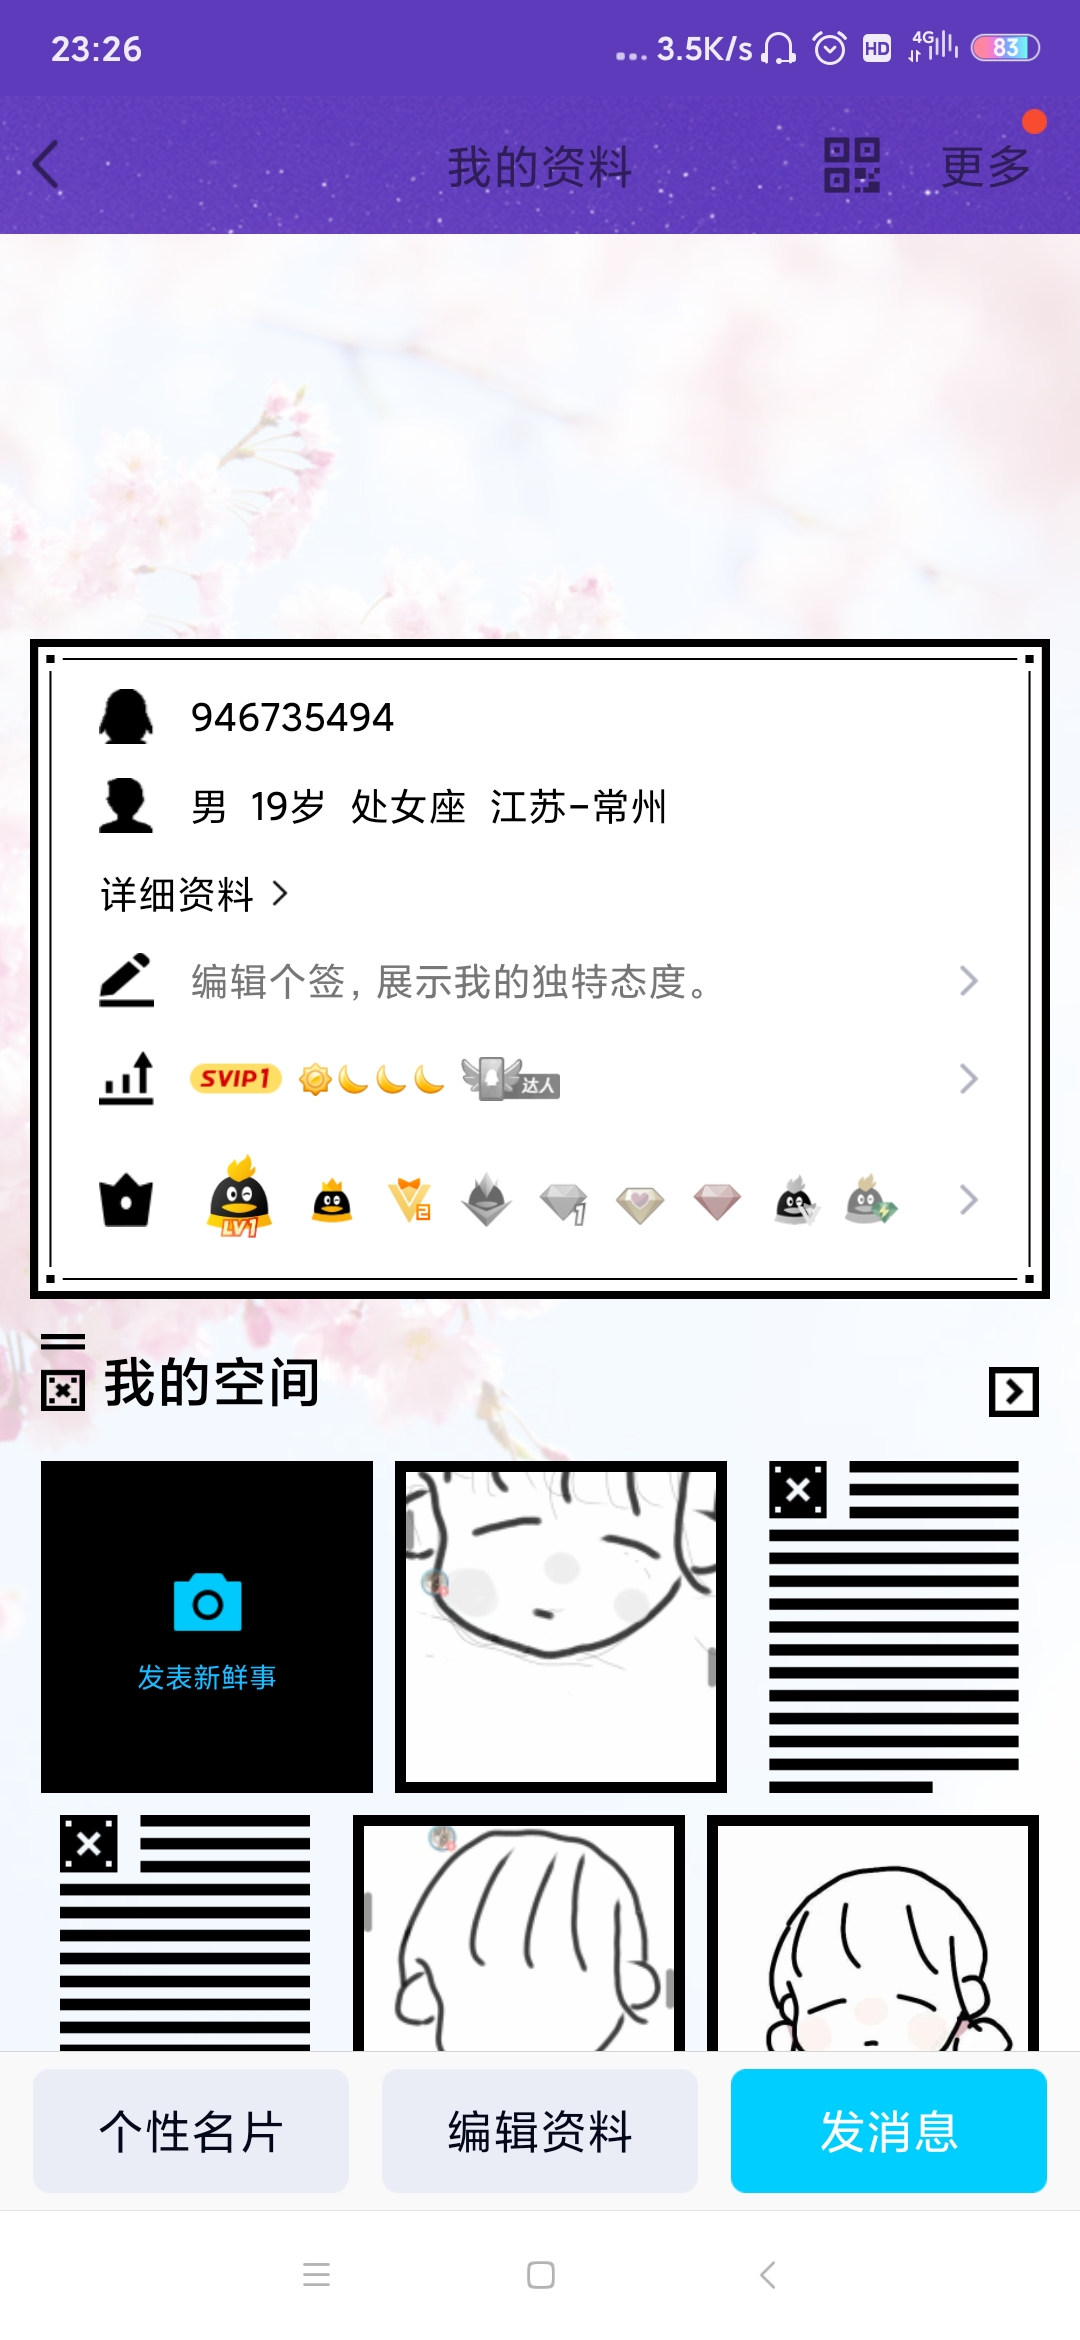 23:26 ... 3.5K/s HD 4G 83
我的资料 更多
946735494
男 19岁 处女座 江苏-常州
详细资料
编辑个签，展示我的独特态度。
SVIP1 达人
LV1 2 1
我的空间
发表新鲜事
个性名片 编辑资料 发消息